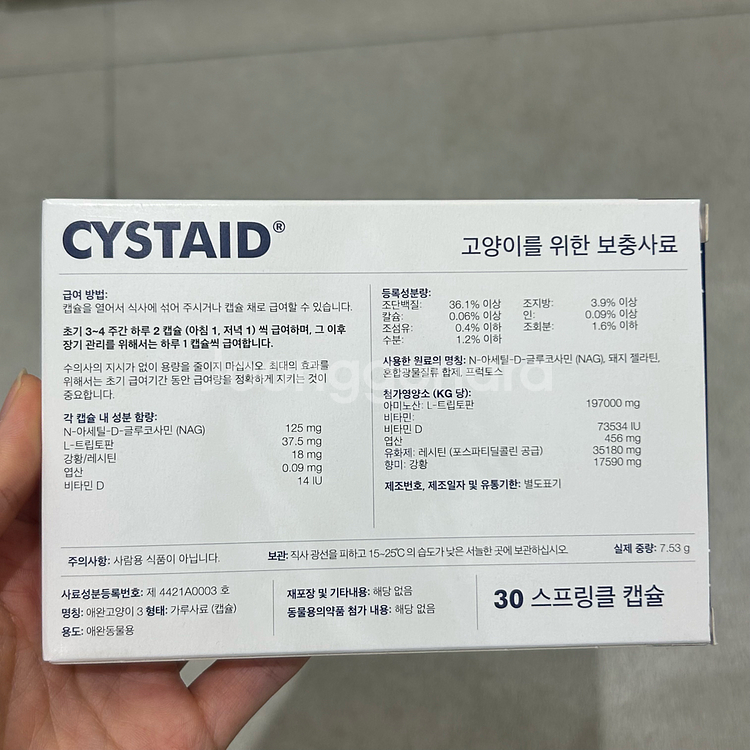 CYSTAID®
고양이를 위한 보충사료
급여 방법:
캡슐을 열어서 식사에 섞어 주시거나 캡슐 채로 급여할 수 있습니다.
초기 3~4 주간 하루 2 캡슐 (아침 1, 저녁 1) 씩 급여하며, 그 이후
장기 관리를 위해서는 하루 1 캡슐씩 급여합니다.
수의사의 지시가 없이 용량을 줄이지 마십시오. 최대의 효과를
위해서는 초기 급여기간 동안 급여량을 정확하게 지키는 것이
중요합니다.
각 캡슐 내 성분 함량:
N-아세틸-D-글루코사민 (NAG) 125 mg
L-트립토판 37.5 mg
강황/레시틴 18 mg
엽산 0.09 mg
비타민 D 14 IU
등록성분량:
조단백질: 36.1% 이상 조지방: 3.9% 이상
칼슘: 0.06% 이상 인: 0.09% 이상
조섬유: 0.4% 이하 조회분: 1.6% 이하
수분: 1.2% 이하
사용한 원료의 명칭: N-아세틸-D-글루코사민 (NAG), 돼지 젤라틴,
혼합광물질류 합제, 프럭토스
첨가영양소 (KG 당):
아미노산: L-트립토판 197000 mg
비타민:
비타민 D 73534 IU
엽산 456 mg
유화제: 레시틴 (포스파티딜콜린 공급) 35180 mg
향미: 강황 17590 mg
제조번호, 제조일자 및 유통기한: 별도표기
주의사항: 사람용 식품이 아닙니다.
보관: 직사 광선을 피하고 15~25℃ 의 습도가 낮은 서늘한 곳에 보관하십시오.
실제 중량: 7.53 g
사료성분등록번호: 제 4421A0003 호
명칭: 애완고양이 3 형태: 가루사료 (캡슐)
용도: 애완동물용
재포장 및 기타내용: 해당 없음
동물용의약품 첨가 내용: 해당 없음
30 스프링클 캡슐